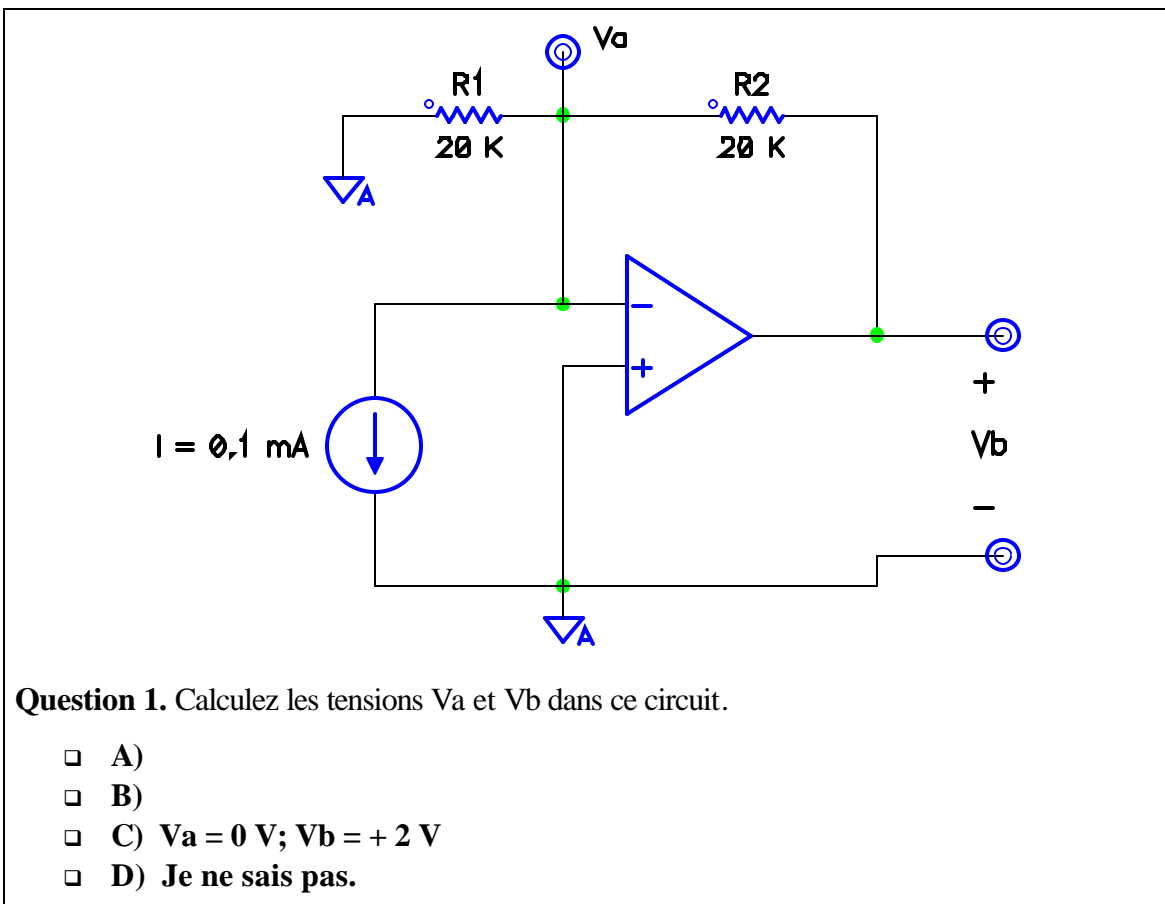 Va
R1
R2
20 K
20 K
A
−
+
I = 0,1 mA
+
Vb
−
A
Question 1. Calculez les tensions Va et Vb dans ce circuit.
A)
B)
C) Va = 0 V; Vb = + 2 V
D) Je ne sais pas.